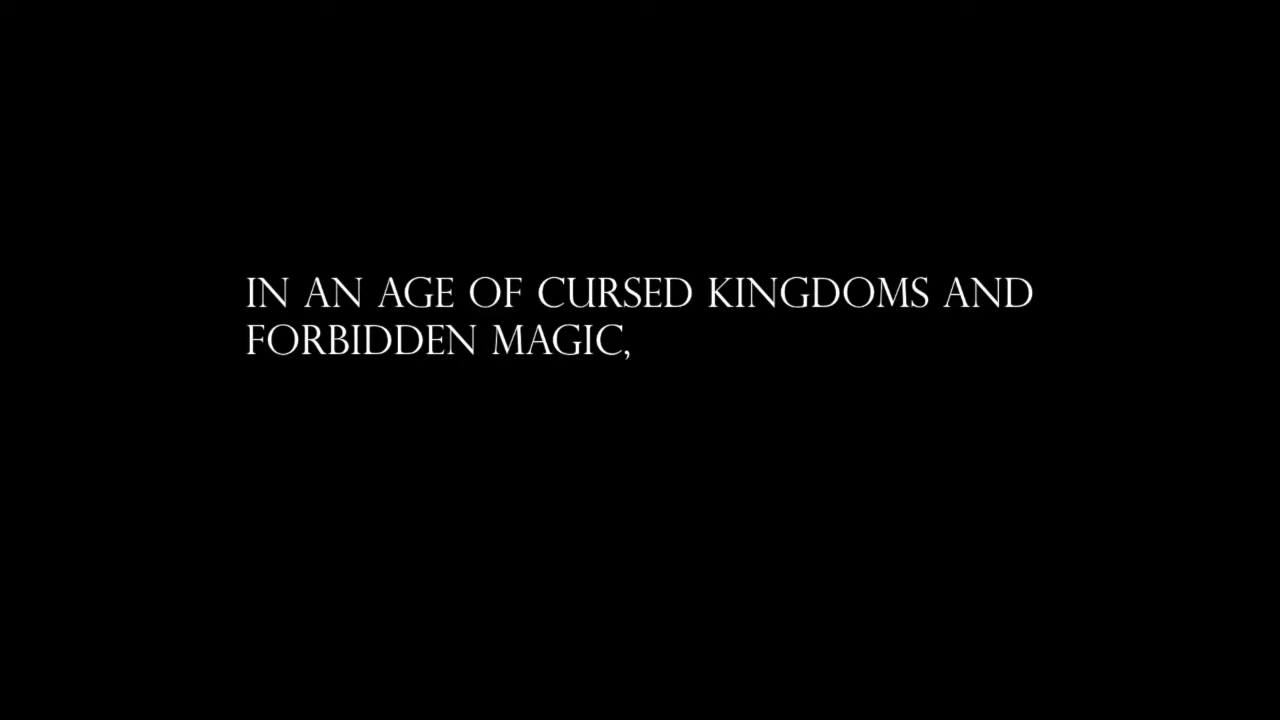 IN AN AGE OF CURSED KINGDOMS AND
FORBIDDEN MAGIC,